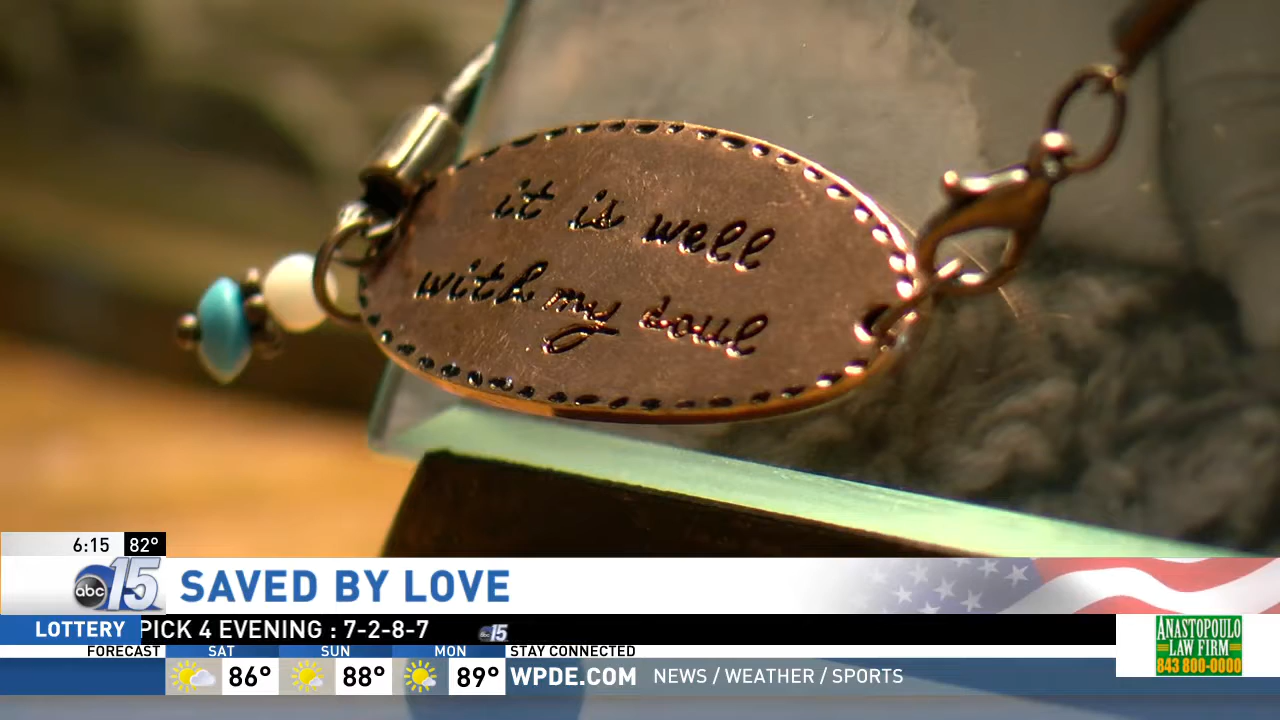 it is well
with my soul
6:15 82°
abc 15 SAVED BY LOVE
LOTTERY PICK 4 EVENING : 7-2-8-7 abc 15
FORECAST SAT SUN MON STAY CONNECTED
86° 88° 89° WPDE.COM NEWS / WEATHER / SPORTS
ANASTOPOULO
LAW FIRM
843 800-0000